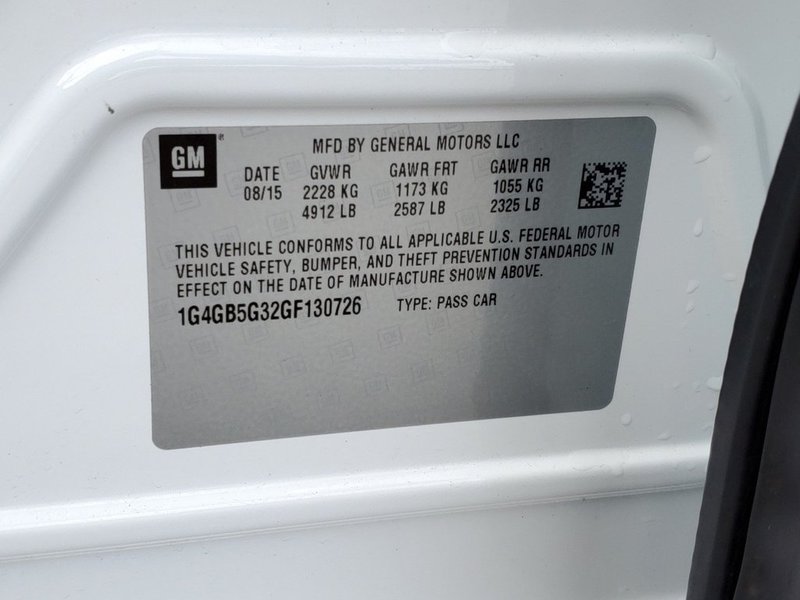 GM
MFD BY GENERAL MOTORS LLC
DATE GVWR GAWR FRT GAWR RR
08/15 2228 KG 1173 KG 1055 KG
4912 LB 2587 LB 2325 LB
THIS VEHICLE CONFORMS TO ALL APPLICABLE U.S. FEDERAL MOTOR
VEHICLE SAFETY, BUMPER, AND THEFT PREVENTION STANDARDS IN
EFFECT ON THE DATE OF MANUFACTURE SHOWN ABOVE.
1G4GB5G32GF130726 TYPE: PASS CAR